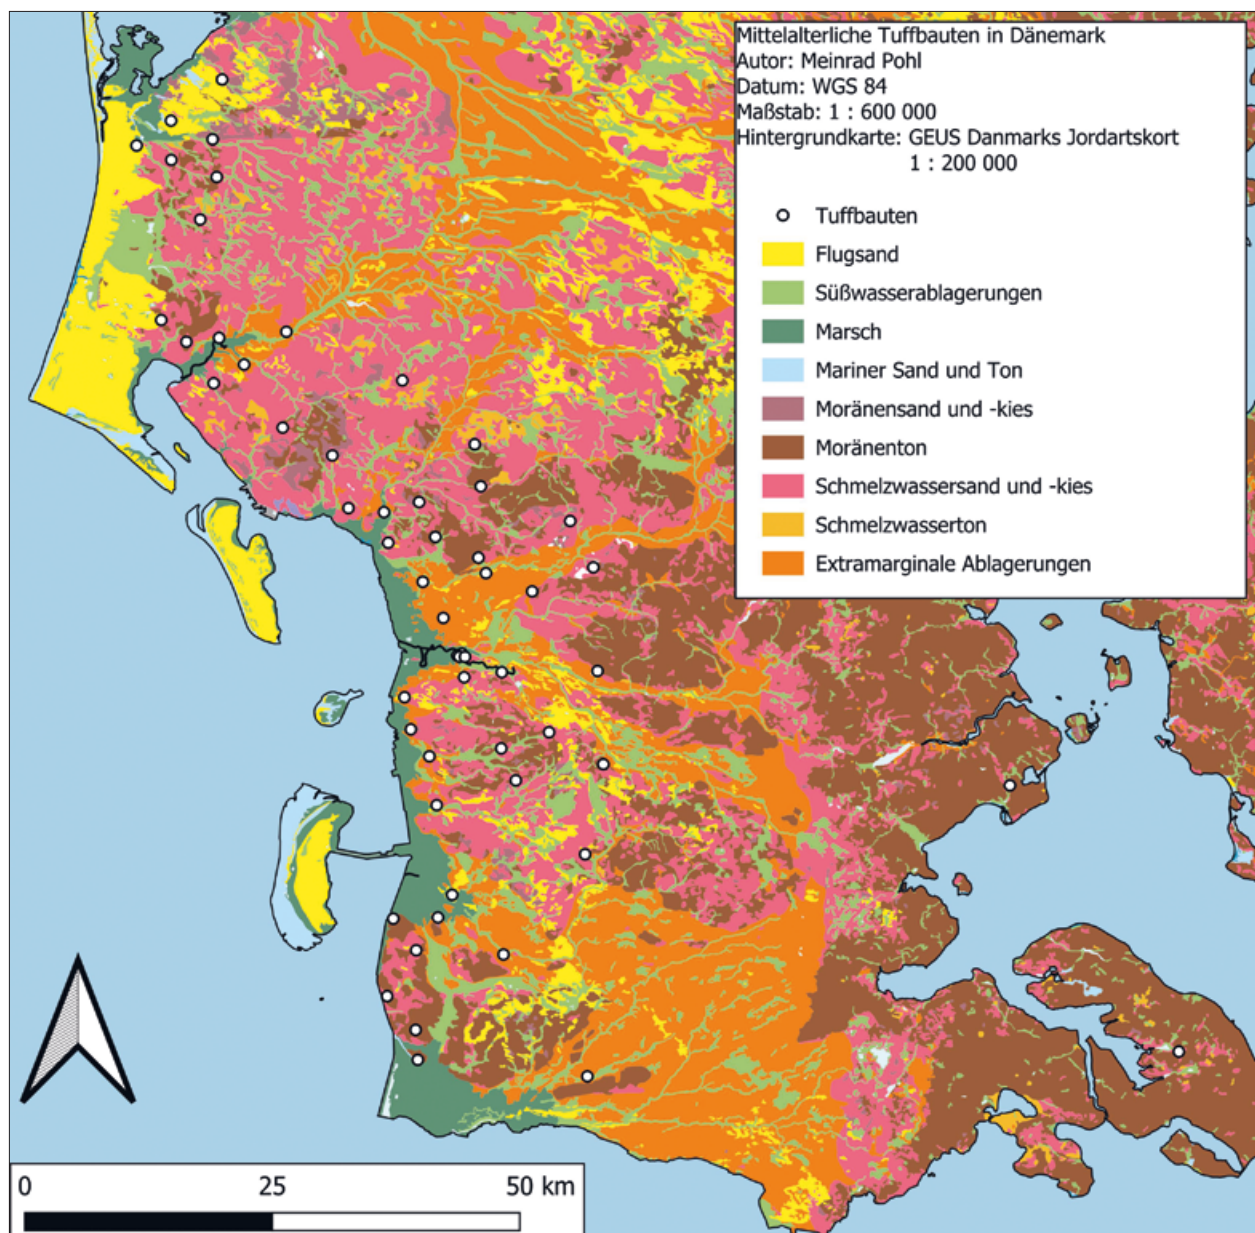 Mittelalterliche Tuffbauten in Dänemark
Autor: Meinrad Pohl
Datum: WGS 84
Maßstab: 1 : 600 000
Hintergrundkarte: GEUS Danmarks Jordartskort
1 : 200 000
Tuffbauten
Flugsand
Süßwasserablagerungen
Marsch
Mariner Sand und Ton
Moränensand und -kies
Moränenton
Schmelzwassersand und -kies
Schmelzwasserton
Extramarginale Ablagerungen
0 25 50 km